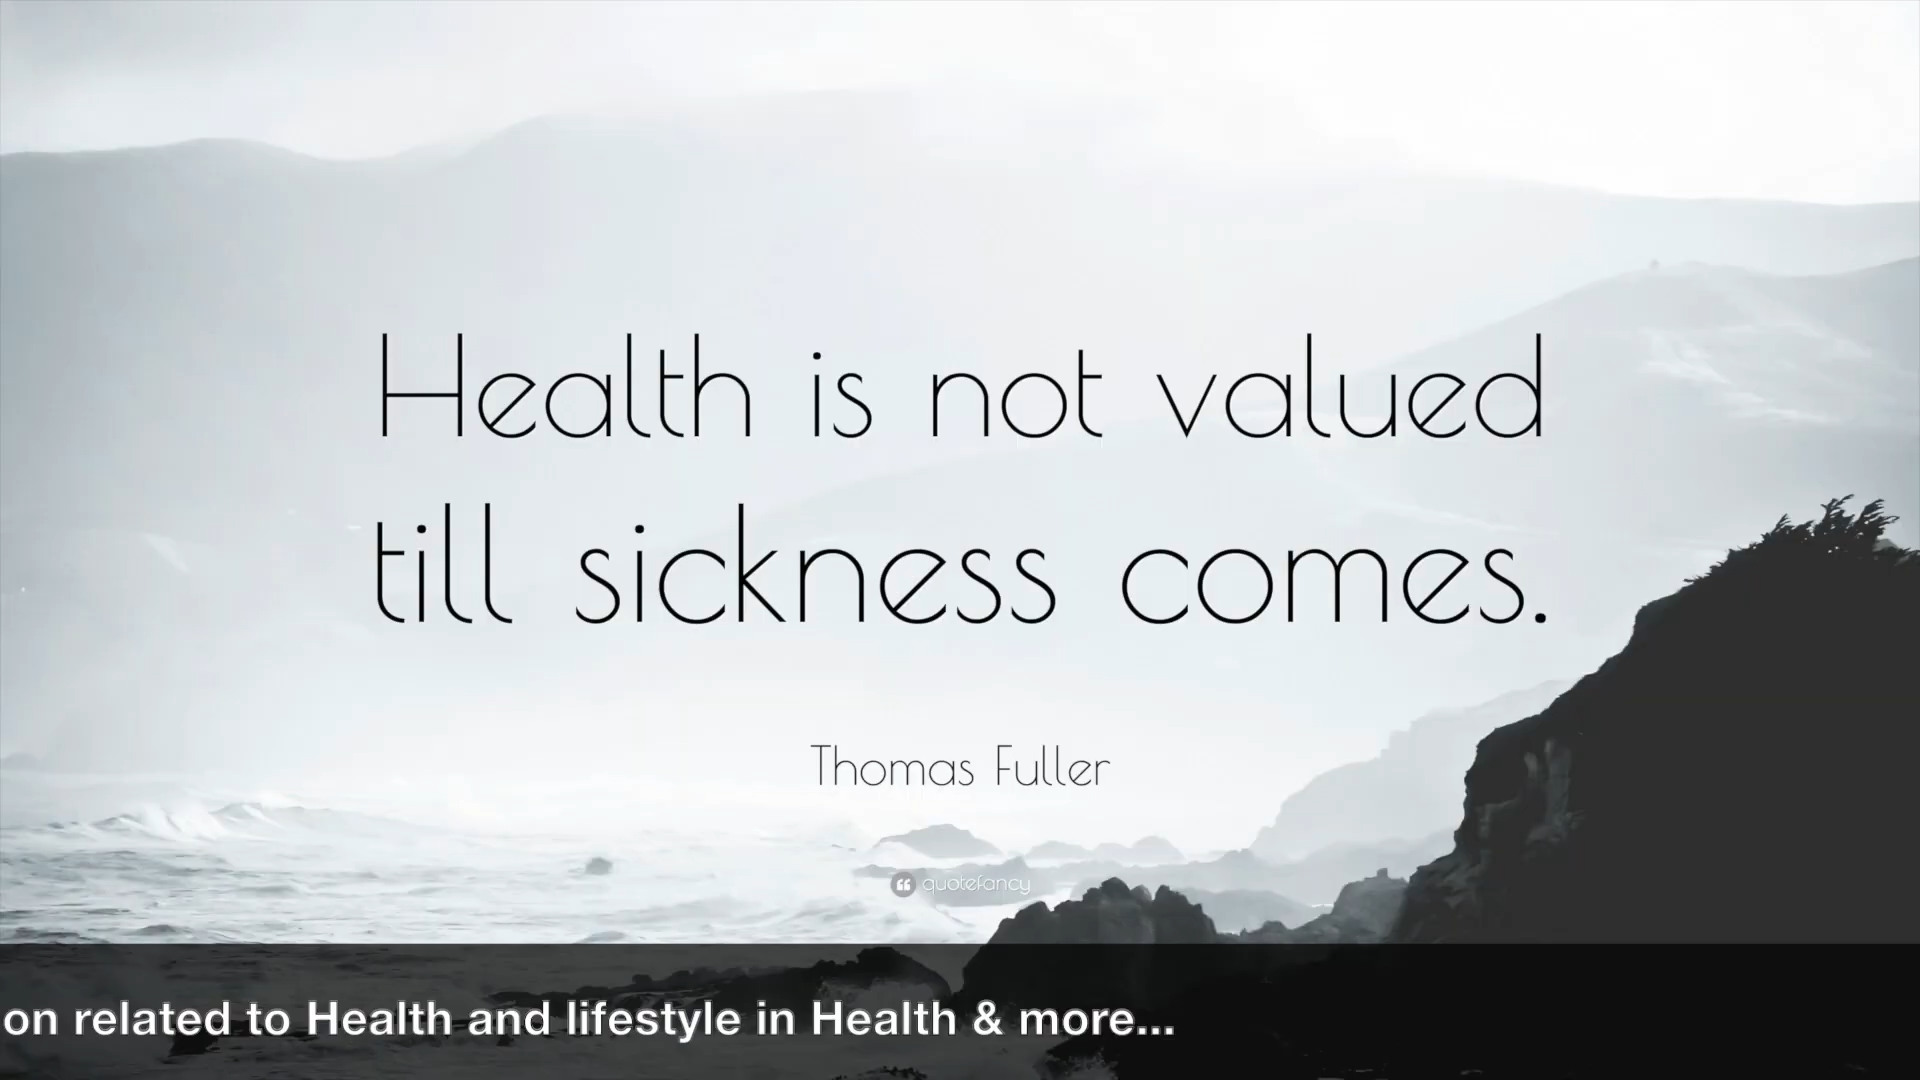 Health is not valued
till sickness comes.
Thomas Fuller
quotefancy
on related to Health and lifestyle in Health & more...